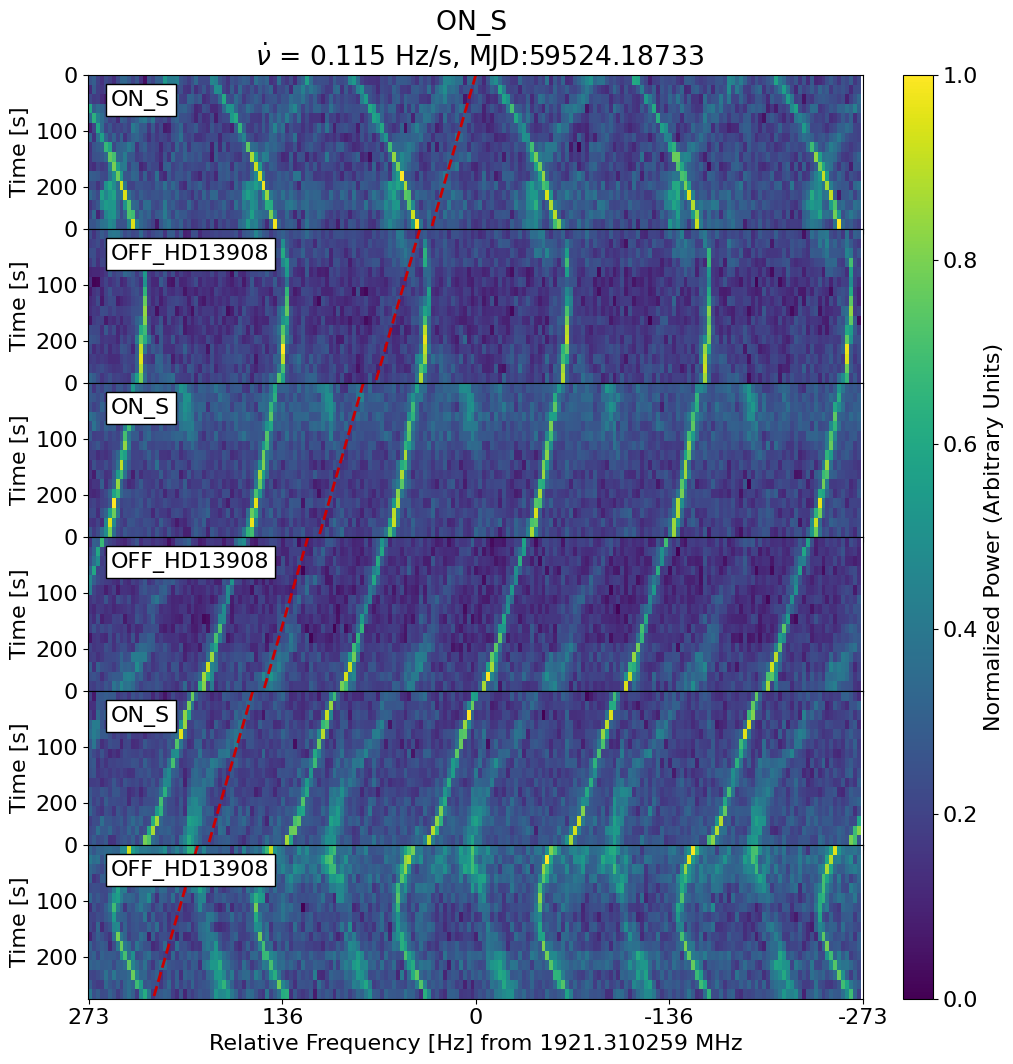 ON_S
ν̇ = 0.115 Hz/s, MJD:59524.18733
0
100
200
Time [s]
ON_S
0
100
200
Time [s]
OFF_HD13908
0
100
200
Time [s]
ON_S
0
100
200
Time [s]
OFF_HD13908
0
100
200
Time [s]
ON_S
0
100
200
Time [s]
OFF_HD13908
273 136 0 -136 -273
Relative Frequency [Hz] from 1921.310259 MHz
1.0
0.8
0.6
0.4
0.2
0.0
Normalized Power (Arbitrary Units)